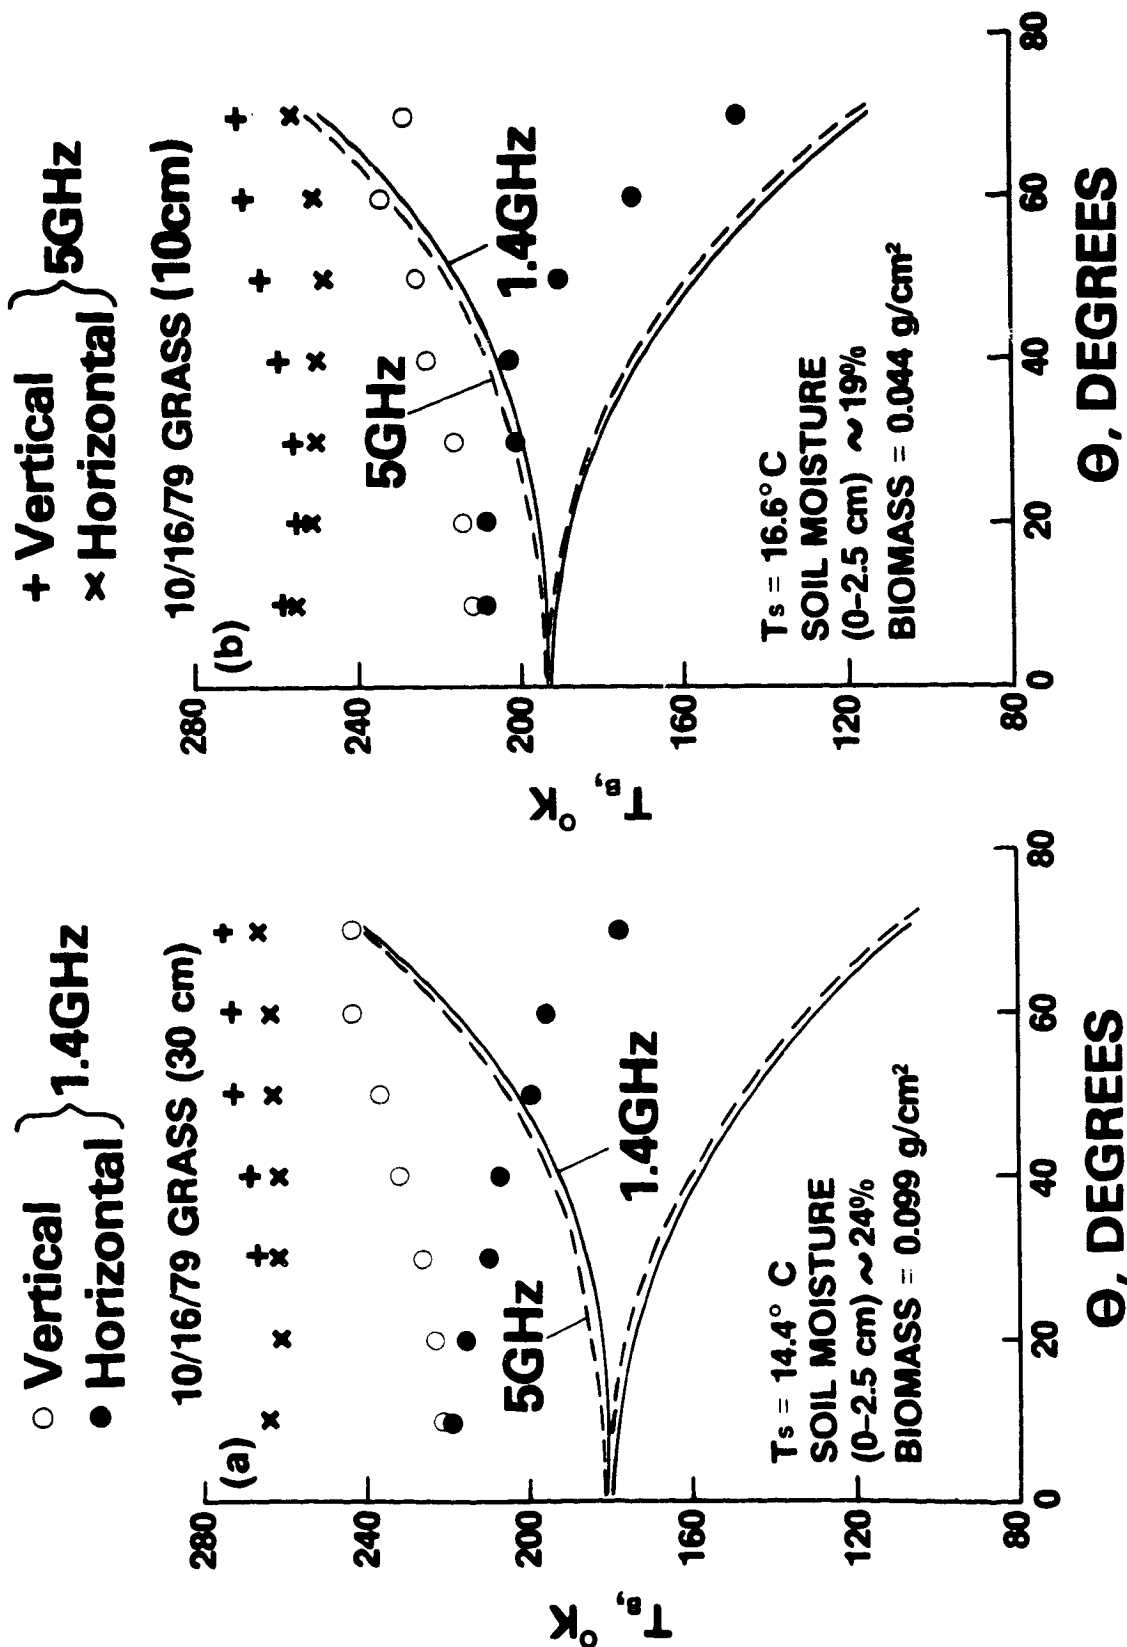 ○ Vertical
● Horizontal
}1.4GHz
+ Vertical
× Horizontal
}5GHz
10/16/79 GRASS (30 cm)
(a)
280
240
200
160
120
80
T_B, °K
5GHz
1.4GHz
Ts = 14.4° C
SOIL MOISTURE
(0–2.5 cm) ~24%
BIOMASS = 0.099 g/cm²
0
20
40
60
80
Θ, DEGREES
10/16/79 GRASS (10cm)
(b)
280
240
200
160
120
80
T_B, °K
5GHz
1.4GHz
Ts = 16.6°C
SOIL MOISTURE
(0–2.5 cm) ~19%
BIOMASS = 0.044 g/cm²
0
20
40
60
80
Θ, DEGREES